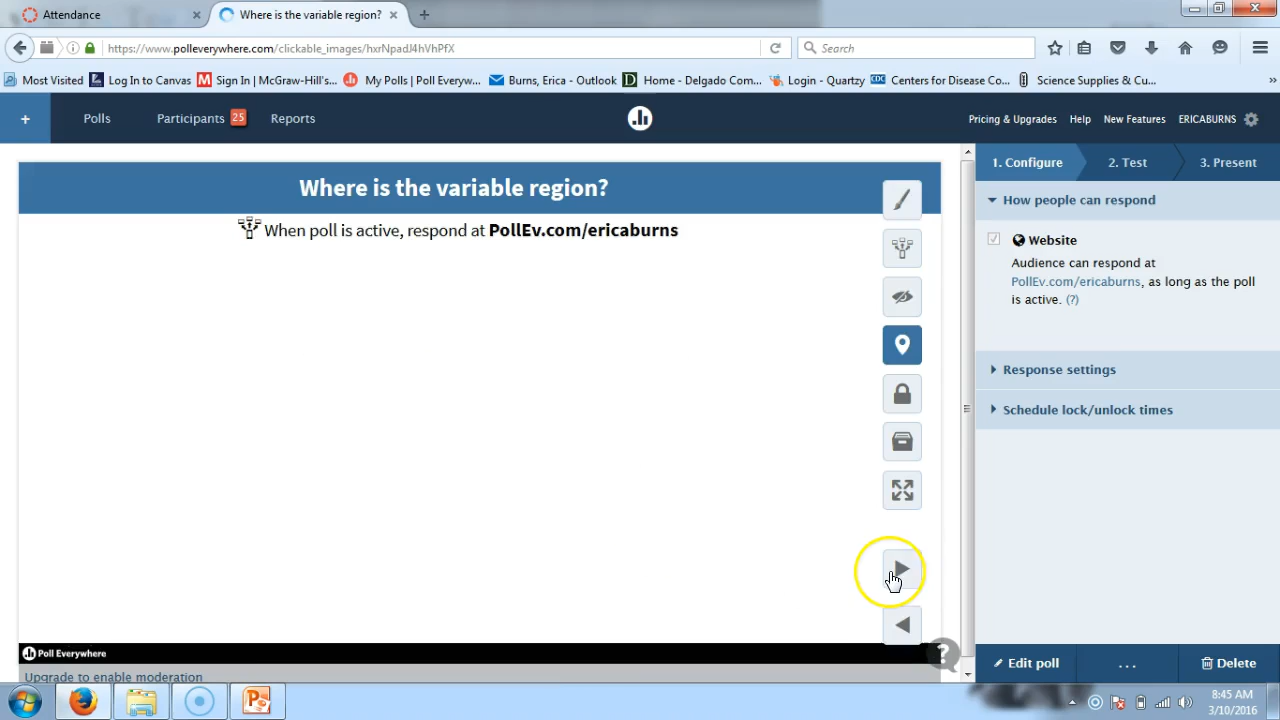 Attendance × Where is the variable region? × +
https://www.polleverywhere.com/clickable_images/hxrNpadJ4hVhPfX Search
Most Visited Log In to Canvas Sign In | McGraw-Hill's... My Polls | Poll Everyw... Burns, Erica - Outlook Home - Delgado Com... Login - Quartzy Centers for Disease Co... Science Supplies & Cu... »
+ Polls Participants 25 Reports Pricing & Upgrades Help New Features ERICABURNS
Where is the variable region?
When poll is active, respond at PollEv.com/ericaburns
1. Configure 2. Test 3. Present
How people can respond
Website
Audience can respond at
PollEv.com/ericaburns, as long as the poll
is active. (?)
Response settings
Schedule lock/unlock times
Poll Everywhere
?
Upgrade to enable moderation
Edit poll ... Delete
8:45 AM
3/10/2016